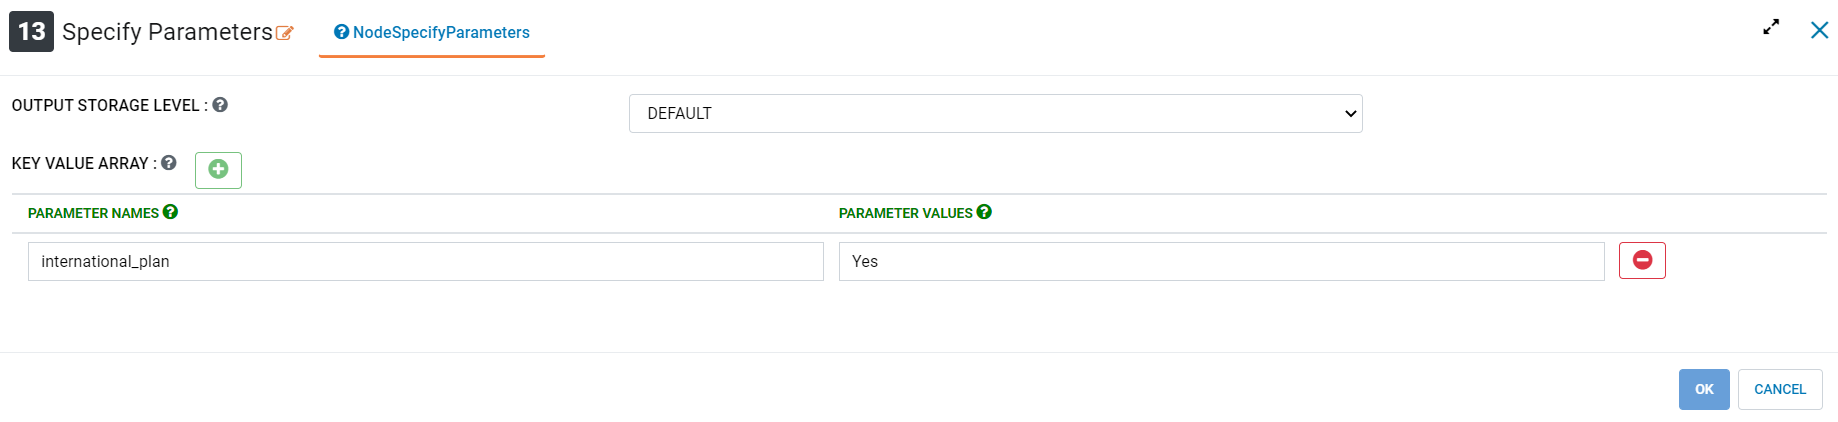 13 Specify Parameters NodeSpecifyParameters
OUTPUT STORAGE LEVEL :
DEFAULT
KEY VALUE ARRAY :
PARAMETER NAMES PARAMETER VALUES
international_plan Yes
OK CANCEL